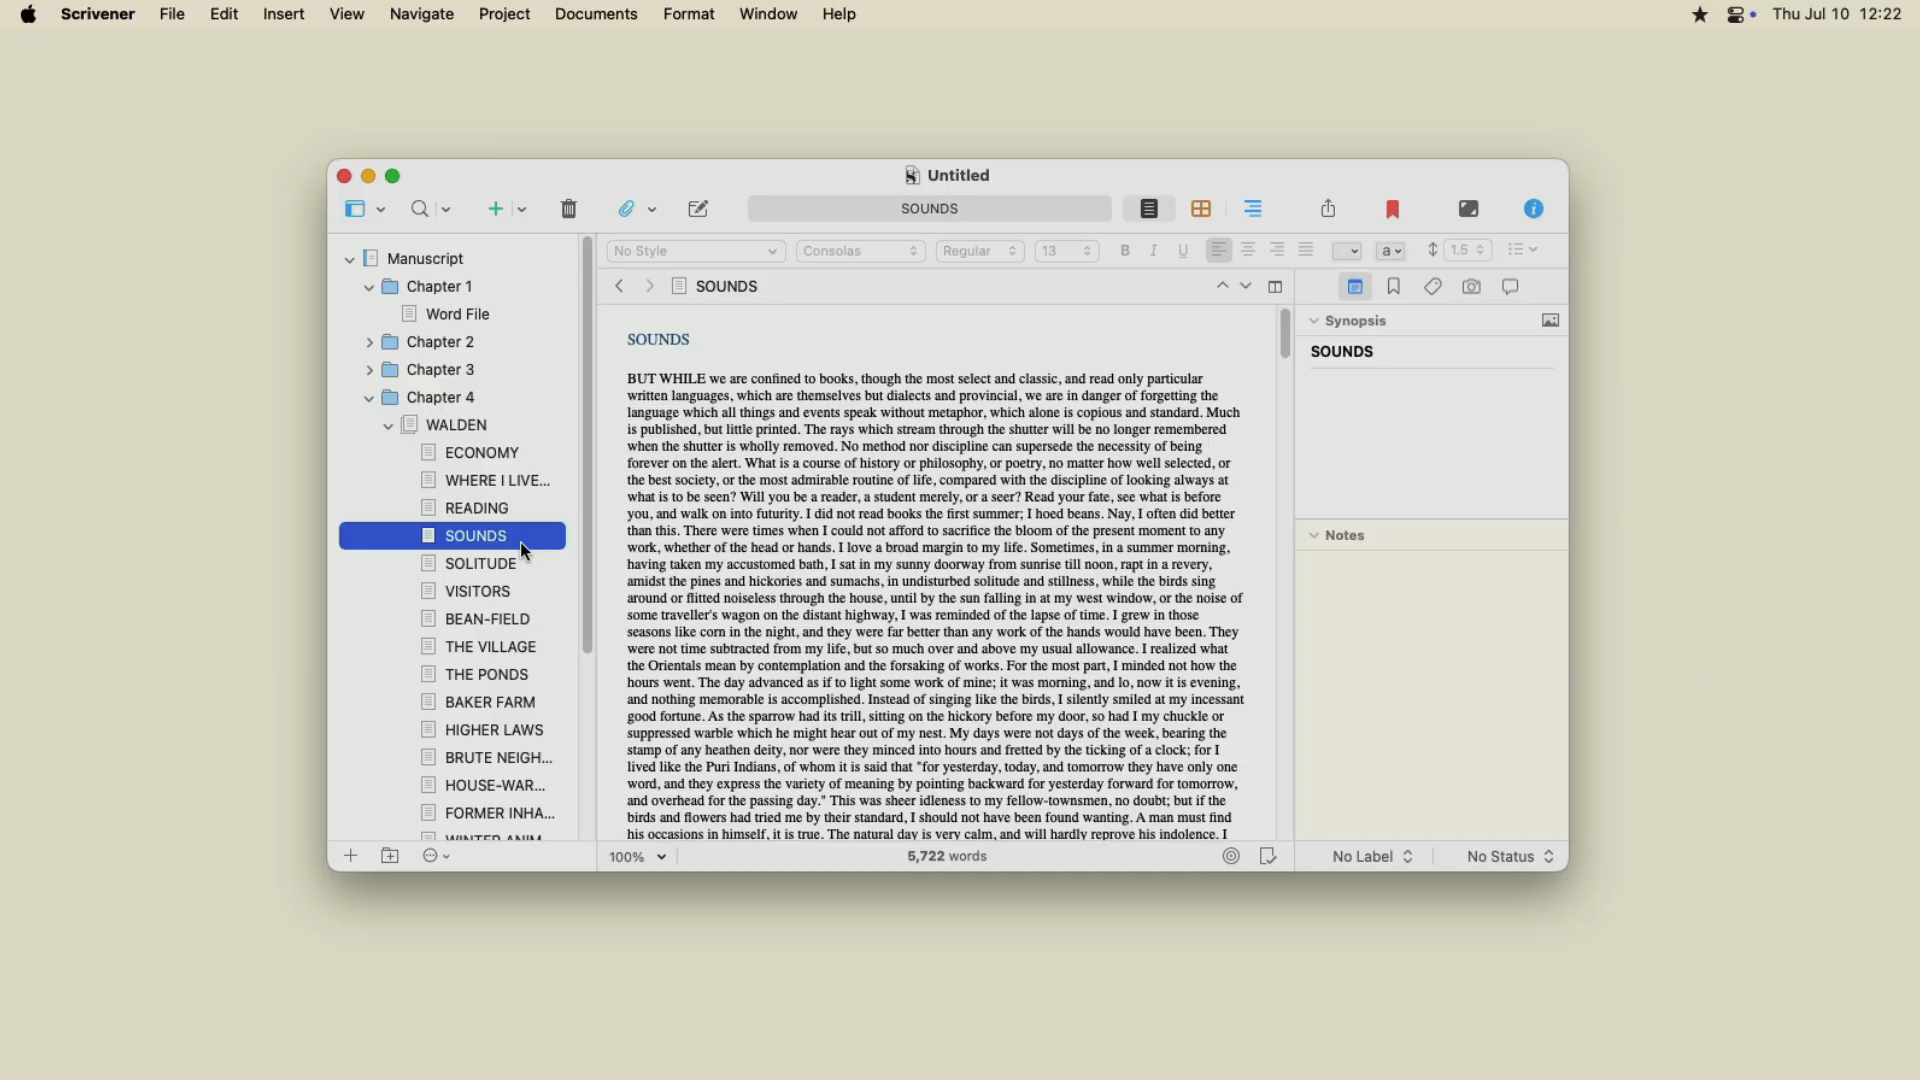 Scrivener File Edit Insert View Navigate Project Documents Format Window Help Thu Jul 10 12:22
Untitled
SOUNDS
No Style Consolas Regular 13 B I U a 1.5
Manuscript
Chapter 1
Word File
Chapter 2
Chapter 3
Chapter 4
WALDEN
ECONOMY
WHERE I LIVE...
READING
SOUNDS
SOLITUDE
VISITORS
BEAN-FIELD
THE VILLAGE
THE PONDS
BAKER FARM
HIGHER LAWS
BRUTE NEIGH...
HOUSE-WAR...
FORMER INHA...
WINTER ANIM
SOUNDS
SOUNDS
BUT WHILE we are confined to books, though the most select and classic, and read only particular
written languages, which are themselves but dialects and provincial, we are in danger of forgetting the
language which all things and events speak without metaphor, which alone is copious and standard. Much
is published, but little printed. The rays which stream through the shutter will be no longer remembered
when the shutter is wholly removed. No method nor discipline can supersede the necessity of being
forever on the alert. What is a course of history or philosophy, or poetry, no matter how well selected, or
the best society, or the most admirable routine of life, compared with the discipline of looking always at
what is to be seen? Will you be a reader, a student merely, or a seer? Read your fate, see what is before
you, and walk on into futurity. I did not read books the first summer; I hoed beans. Nay, I often did better
than this. There were times when I could not afford to sacrifice the bloom of the present moment to any
work, whether of the head or hands. I love a broad margin to my life. Sometimes, in a summer morning,
having taken my accustomed bath, I sat in my sunny doorway from sunrise till noon, rapt in a revery,
amidst the pines and hickories and sumachs, in undisturbed solitude and stillness, while the birds sing
around or flitted noiseless through the house, until by the sun falling in at my west window, or the noise of
some traveller's wagon on the distant highway, I was reminded of the lapse of time. I grew in those
seasons like corn in the night, and they were far better than any work of the hands would have been. They
were not time subtracted from my life, but so much over and above my usual allowance. I realized what
the Orientals mean by contemplation and the forsaking of works. For the most part, I minded not how the
hours went. The day advanced as if to light some work of mine; it was morning, and lo, now it is evening,
and nothing memorable is accomplished. Instead of singing like the birds, I silently smiled at my incessant
good fortune. As the sparrow had its trill, sitting on the hickory before my door, so had I my chuckle or
suppressed warble which he might hear out of my nest. My days were not days of the week, bearing the
stamp of any heathen deity, nor were they minced into hours and fretted by the ticking of a clock; for I
lived like the Puri Indians, of whom it is said that "for yesterday, today, and tomorrow they have only one
word, and they express the variety of meaning by pointing backward for yesterday forward for tomorrow,
and overhead for the passing day." This was sheer idleness to my fellow-townsmen, no doubt; but if the
birds and flowers had tried me by their standard, I should not have been found wanting. A man must find
his occasions in himself, it is true. The natural day is very calm, and will hardly reprove his indolence. I
Synopsis
SOUNDS
Notes
100% 5,722 words No Label No Status